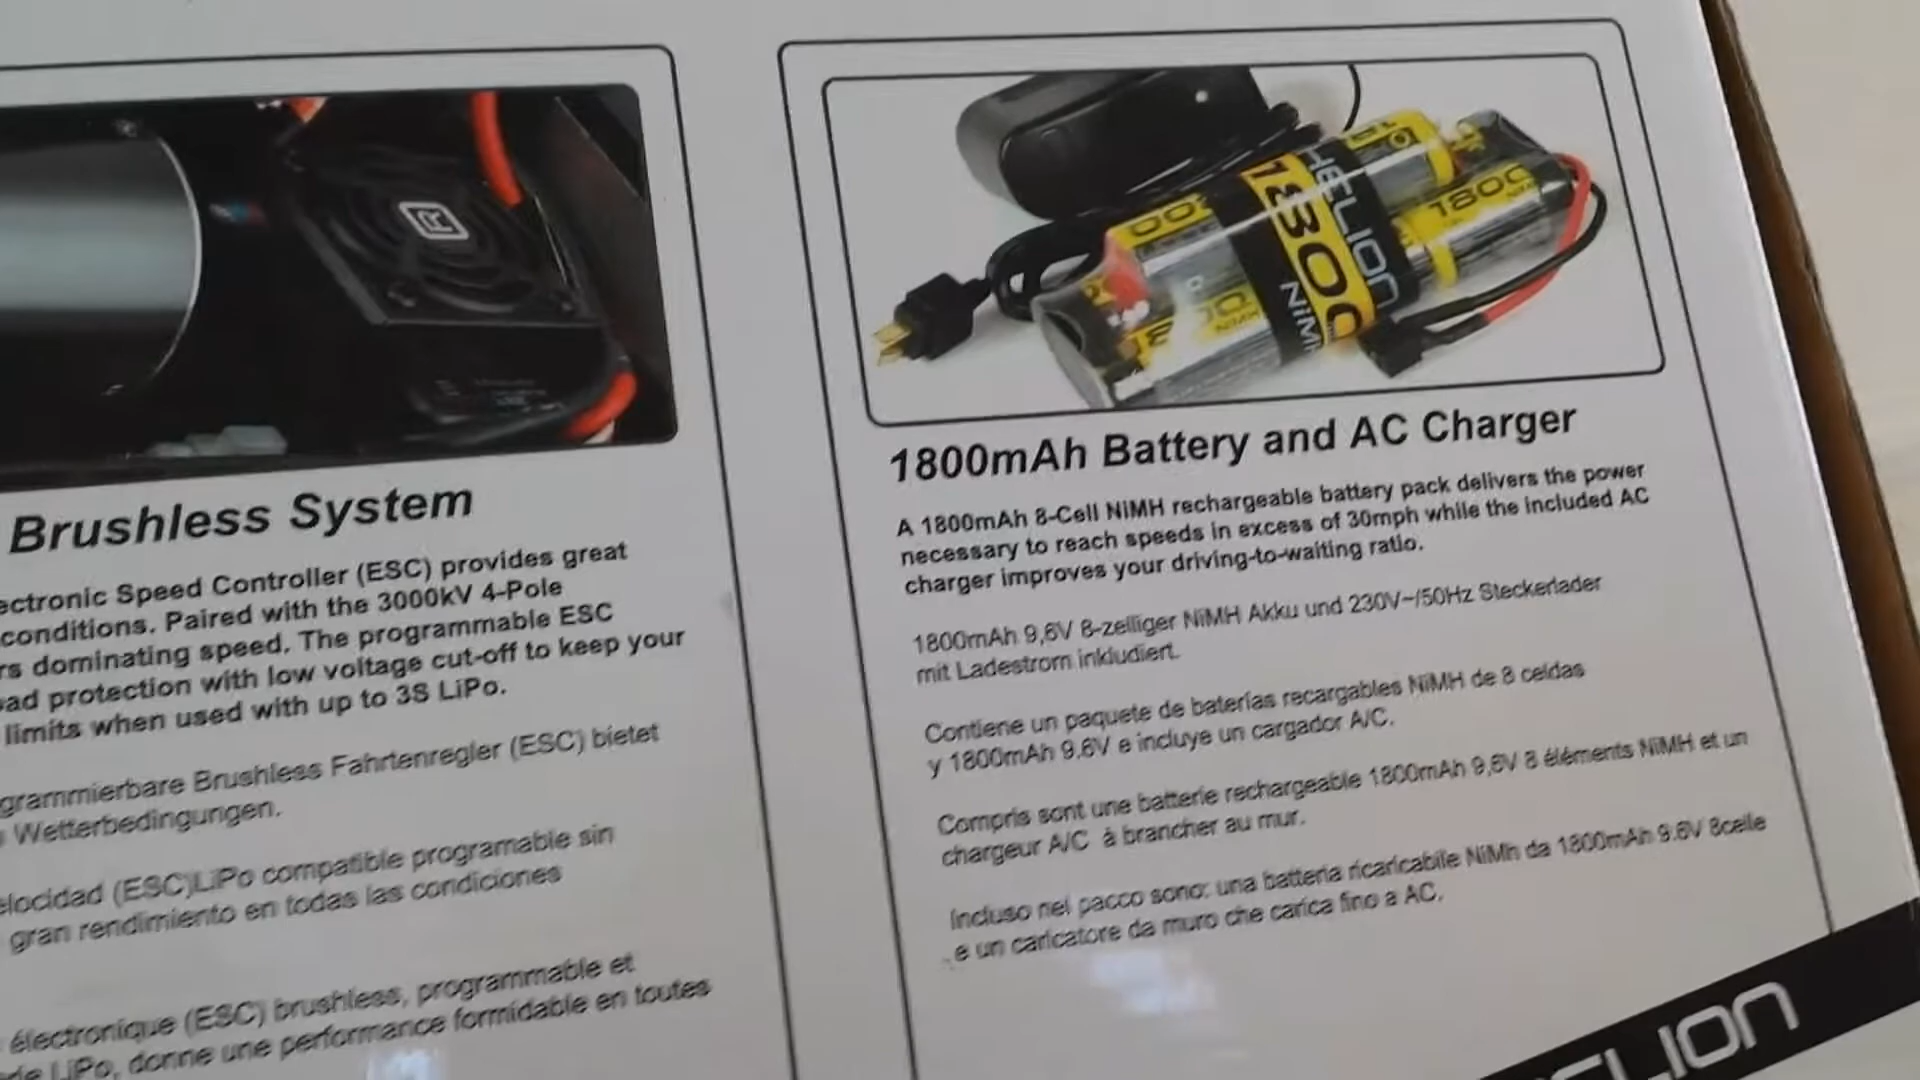 Brushless System
ectronic Speed Controller (ESC) provides great
conditions. Paired with the 3000kV 4-Pole
rs dominating speed. The programmable ESC
ad protection with low voltage cut-off to keep your
limits when used with up to 3S LiPo.
grammierbare Brushless Fahrtenregler (ESC) bietet
Wetterbedingungen.
elocidad (ESC)LiPo compatible programable sin
gran rendimiento en todas las condiciones
électronique (ESC) brushless, programmable et
de LiPo, donne une performance formidable en toutes
HELION
1800
NiMH
1800
1800mAh Battery and AC Charger
A 1800mAh 8-Cell NiMH rechargeable battery pack delivers the power
necessary to reach speeds in excess of 30mph while the included AC
charger improves your driving-to-waiting ratio.
1800mAh 9,6V 8-zelliger NiMH Akku und 230V~/50Hz Steckerlader
mit Ladestrom inkludiert.
Contiene un paquete de baterías recargables NiMH de 8 celdas
y 1800mAh 9.6V e incluye un cargador A/C.
Compris sont une batterie rechargeable 1800mAh 9,6V 8 éléments NiMH et un
chargeur A/C à brancher au mur.
Incluso nel pacco sono: una batteria ricaricabile NiMh da 1800mAh 9.6V 8celle
e un caricatore da muro che carica fino a AC.
ELION